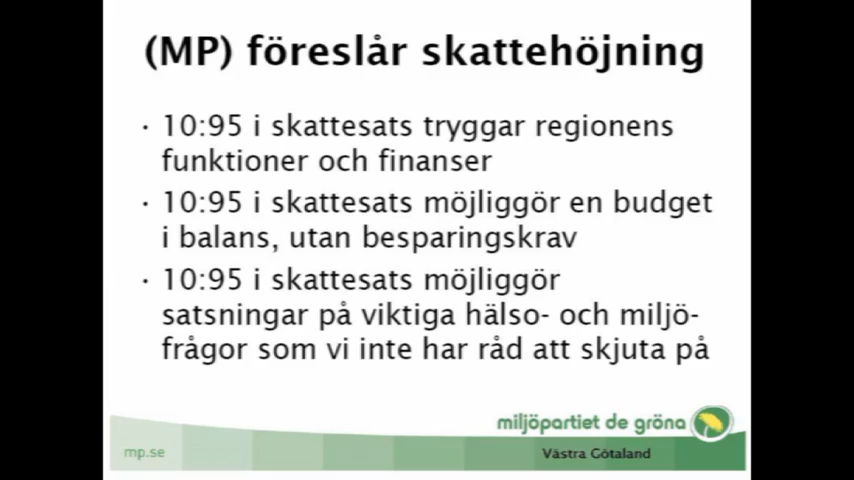 (MP) föreslår skattehöjning
· 10:95 i skattesats tryggar regionens
funktioner och finanser
· 10:95 i skattesats möjliggör en budget
i balans, utan besparingskrav
· 10:95 i skattesats möjliggör
satsningar på viktiga hälso- och miljö-
frågor som vi inte har råd att skjuta på
miljöpartiet de gröna
mp.se
Västra Götaland